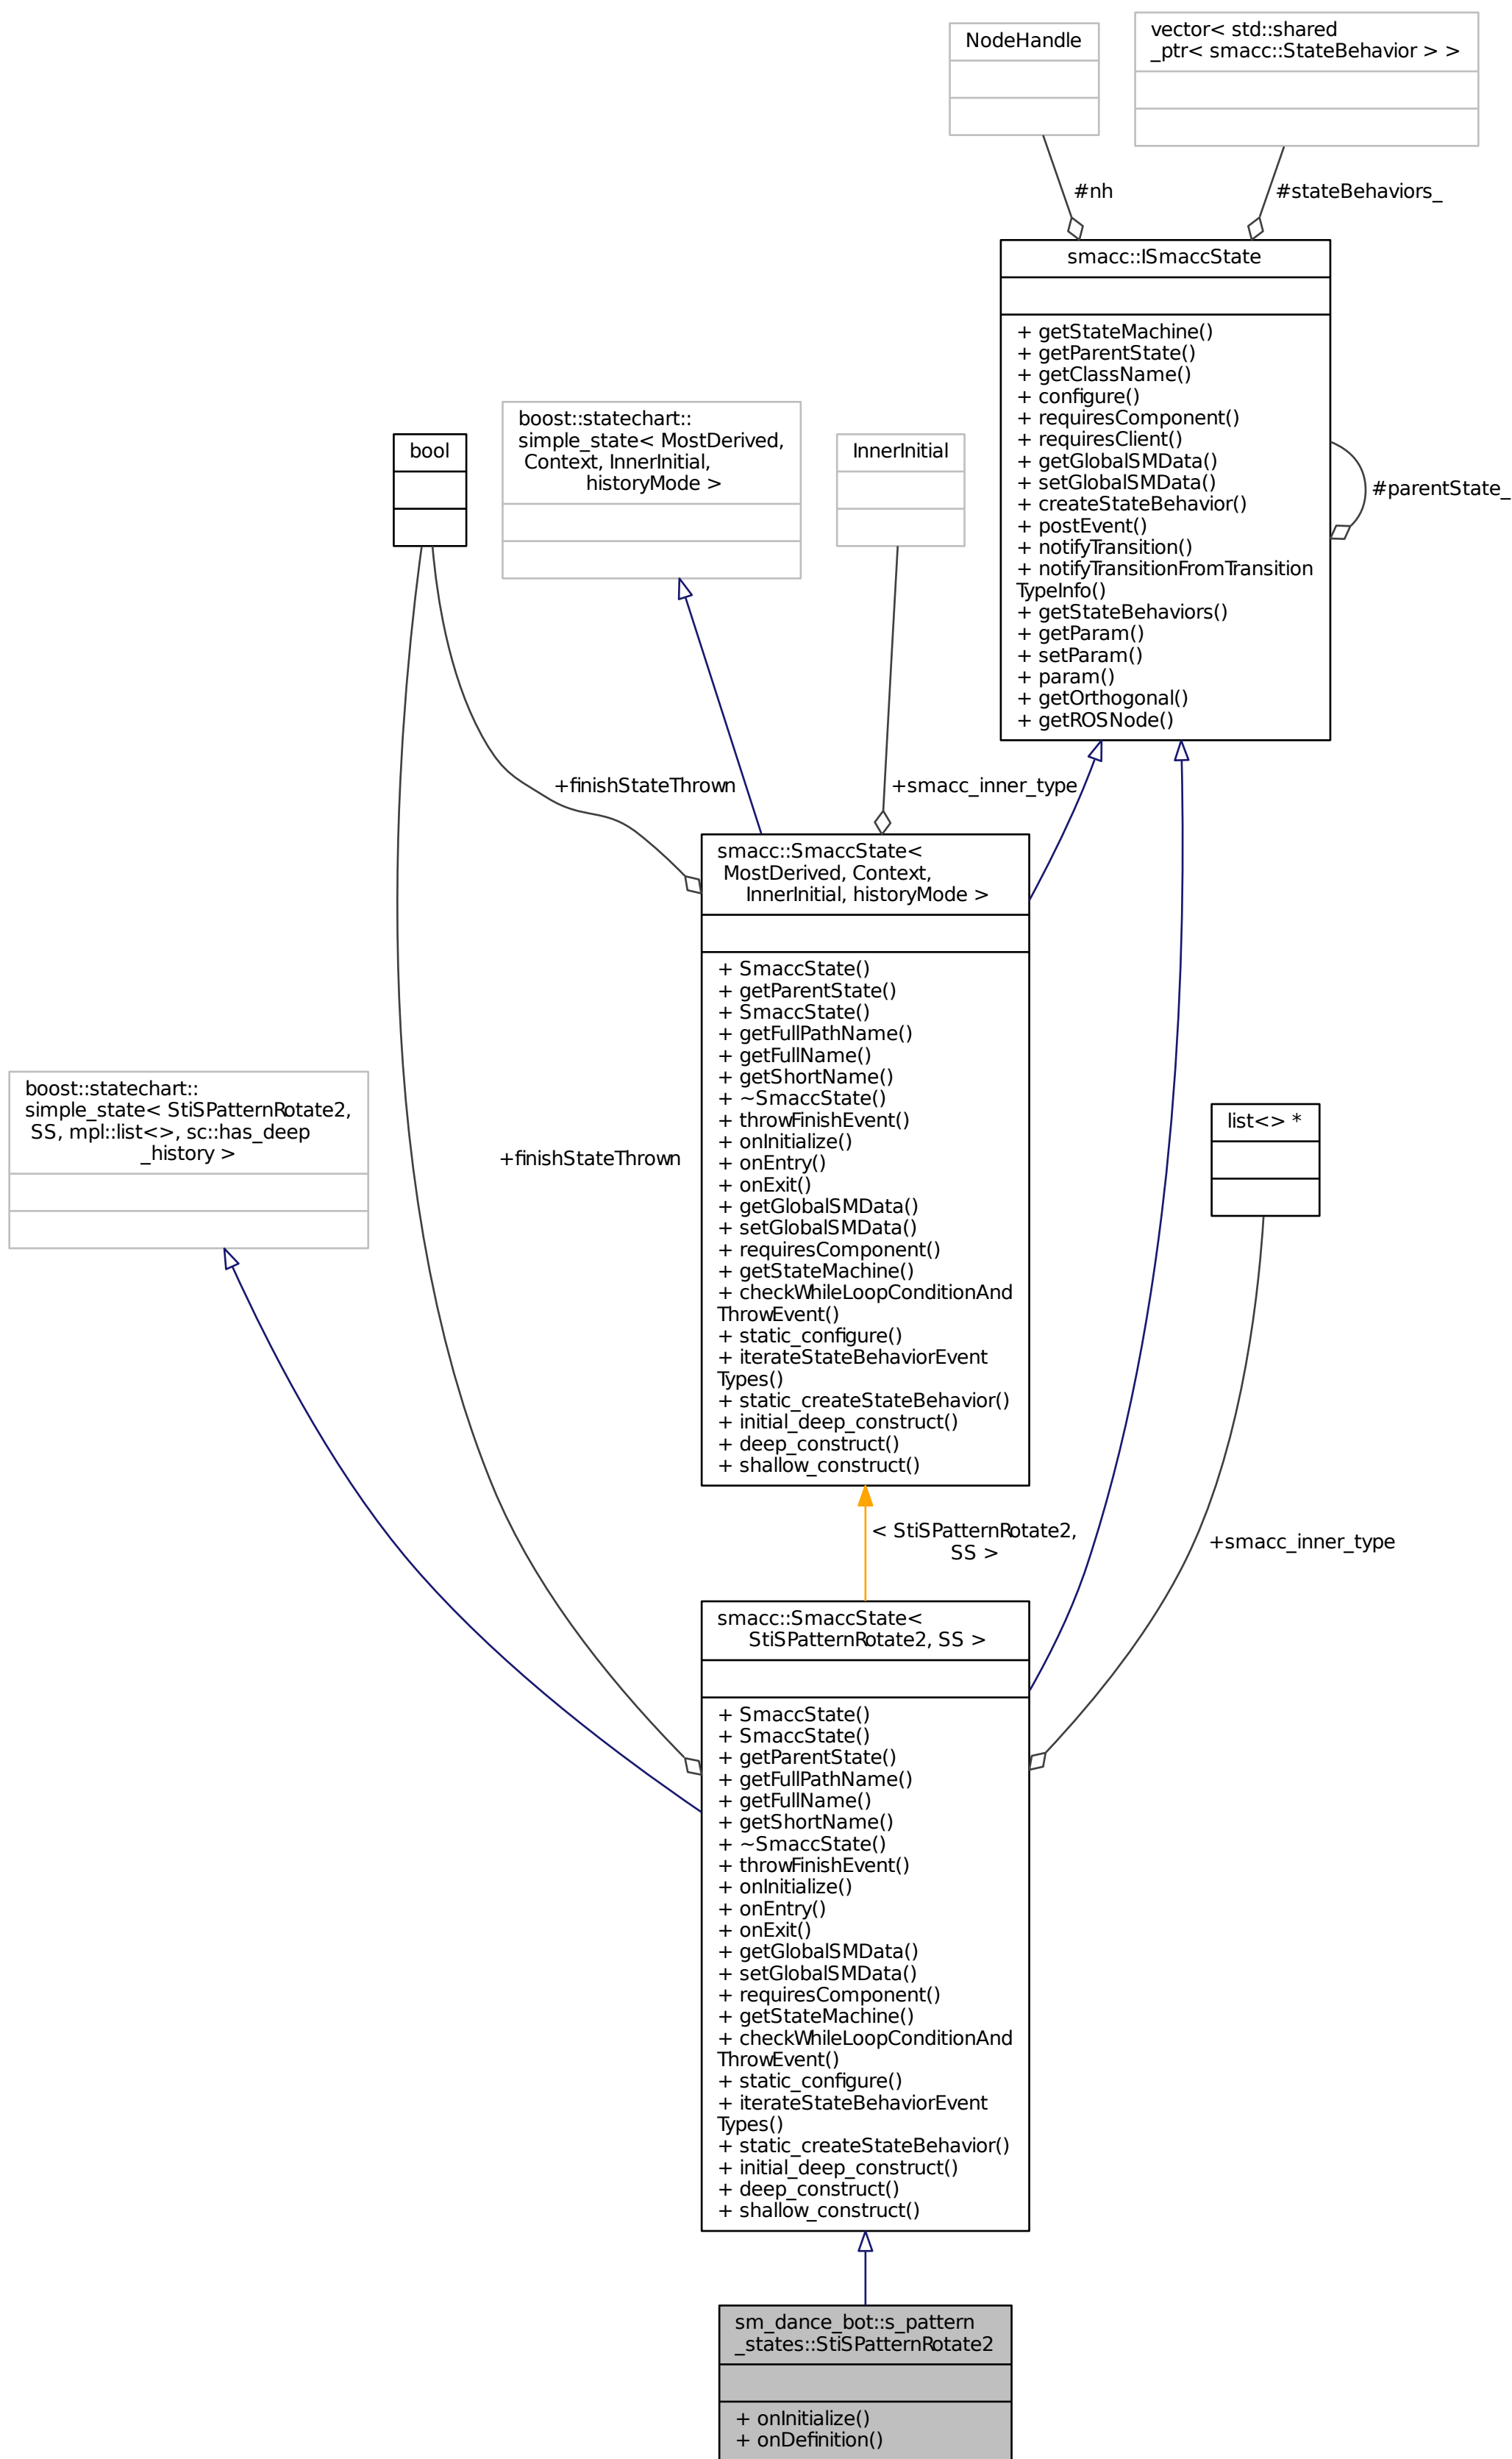 NodeHandle
vector< std::shared
_ptr< smacc::StateBehavior > >
#nh
#stateBehaviors_
smacc::ISmaccState
+ getStateMachine()
+ getParentState()
+ getClassName()
+ configure()
+ requiresComponent()
+ requiresClient()
+ getGlobalSMData()
+ setGlobalSMData()
+ createStateBehavior()
+ postEvent()
+ notifyTransition()
+ notifyTransitionFromTransition
TypeInfo()
+ getStateBehaviors()
+ getParam()
+ setParam()
+ param()
+ getOrthogonal()
+ getROSNode()
#parentState_
bool
boost::statechart::
simple_state< MostDerived,
Context, InnerInitial,
historyMode >
InnerInitial
+finishStateThrown
+smacc_inner_type
smacc::SmaccState<
MostDerived, Context,
InnerInitial, historyMode >
+ SmaccState()
+ getParentState()
+ SmaccState()
+ getFullPathName()
+ getFullName()
+ getShortName()
+ ~SmaccState()
+ throwFinishEvent()
+ onInitialize()
+ onEntry()
+ onExit()
+ getGlobalSMData()
+ setGlobalSMData()
+ requiresComponent()
+ getStateMachine()
+ checkWhileLoopConditionAnd
ThrowEvent()
+ static_configure()
+ iterateStateBehaviorEvent
Types()
+ static_createStateBehavior()
+ initial_deep_construct()
+ deep_construct()
+ shallow_construct()
boost::statechart::
simple_state< StiSPatternRotate2,
SS, mpl::list<>, sc::has_deep
_history >
+finishStateThrown
list<> *
< StiSPatternRotate2,
SS >
+smacc_inner_type
smacc::SmaccState<
StiSPatternRotate2, SS >
+ SmaccState()
+ SmaccState()
+ getParentState()
+ getFullPathName()
+ getFullName()
+ getShortName()
+ ~SmaccState()
+ throwFinishEvent()
+ onInitialize()
+ onEntry()
+ onExit()
+ getGlobalSMData()
+ setGlobalSMData()
+ requiresComponent()
+ getStateMachine()
+ checkWhileLoopConditionAnd
ThrowEvent()
+ static_configure()
+ iterateStateBehaviorEvent
Types()
+ static_createStateBehavior()
+ initial_deep_construct()
+ deep_construct()
+ shallow_construct()
sm_dance_bot::s_pattern
_states::StiSPatternRotate2
+ onInitialize()
+ onDefinition()